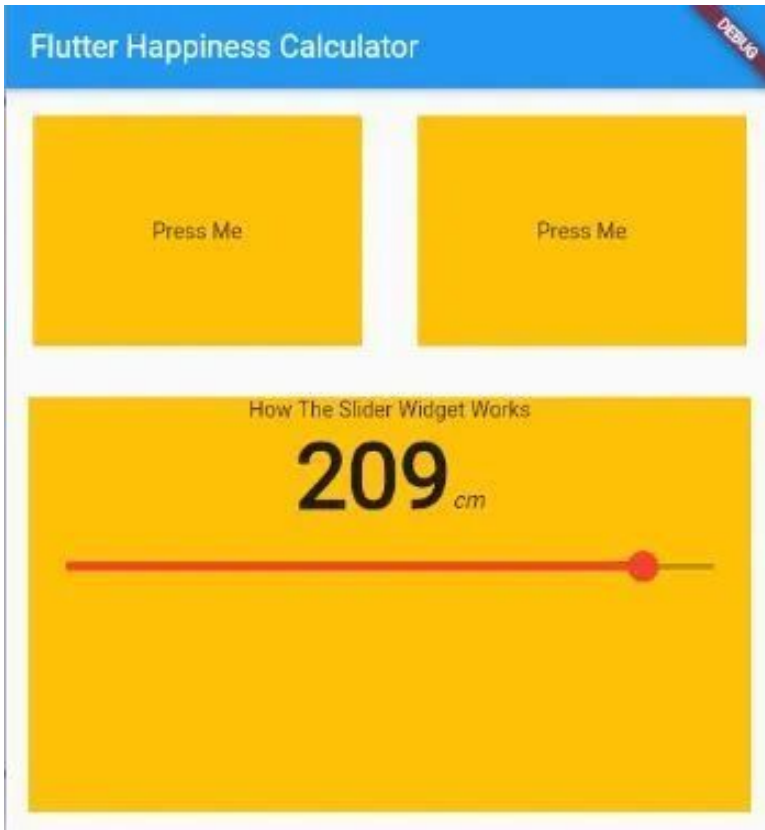 Flutter Happiness Calculator
DEBUG
Press Me
Press Me
How The Slider Widget Works
209 cm